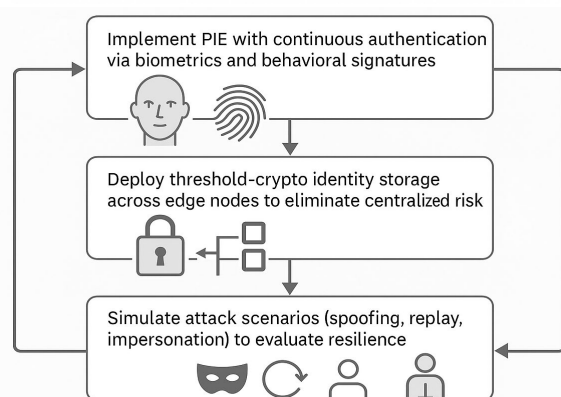 Implement PIE with continuous authentication
via biometrics and behavioral signatures
Deploy threshold-crypto identity storage
across edge nodes to eliminate centralized risk
Simulate attack scenarios (spoofing, replay,
impersonation) to evaluate resilience